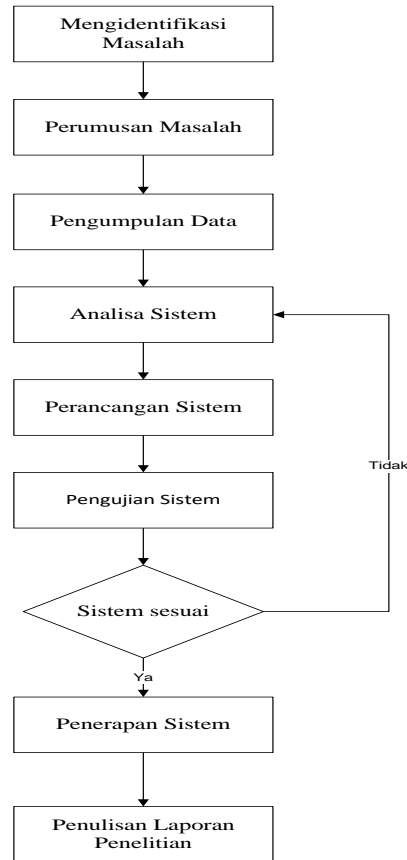 Mengidentifikasi
Masalah
Perumusan Masalah
Pengumpulan Data
Analisa Sistem
Perancangan Sistem
Tidak
Pengujian Sistem
Sistem sesuai
Ya
Penerapan Sistem
Penulisan Laporan
Penelitian